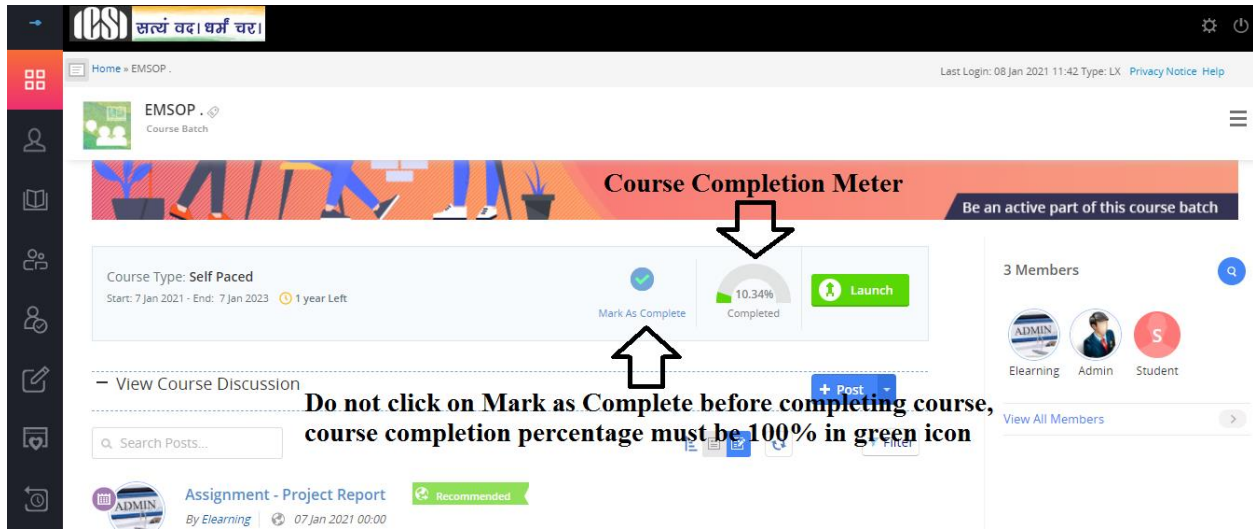 ICSI सत्यं वद। धर्मं चर।
Home » EMSOP .
Last Login: 08 Jan 2021 11:42 Type: LX Privacy Notice Help
EMSOP .
Course Batch
Course Completion Meter
Be an active part of this course batch
Course Type: Self Paced
Start: 7 Jan 2021 - End: 7 Jan 2023 1 year Left
Mark As Complete
10.34%
Completed
Launch
3 Members
ADMIN
S
Elearning Admin Student
View All Members
View Course Discussion
+ Post
Do not click on Mark as Complete before completing course,
course completion percentage must be 100% in green icon
Search Posts...
Filter
ADMIN
Assignment - Project Report
Recommended
By Elearning 07 Jan 2021 00:00